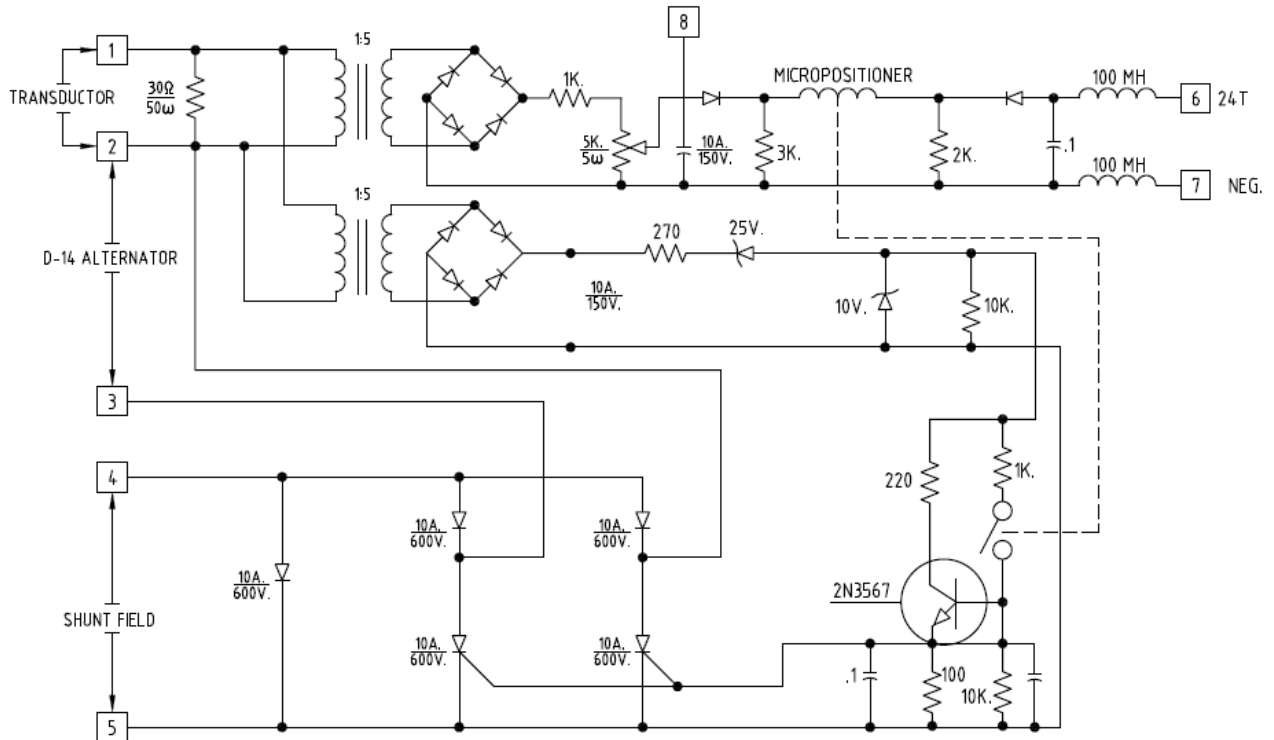 8
1
1:5
MICROPOSITIONER
100 MH
1K.
6
24T
30Ω
50ω
TRANSDUCTOR
5K.
5ω
10A.
150V.
3K.
2K.
.1
2
100 MH
7
NEG.
1:5
270
25V.
D-14 ALTERNATOR
10A.
150V.
10V.
10K.
3
4
220
1K.
10A.
600V.
10A.
600V.
10A.
600V.
2N3567
SHUNT FIELD
10A.
600V.
10A.
600V.
.1
100
10K.
5